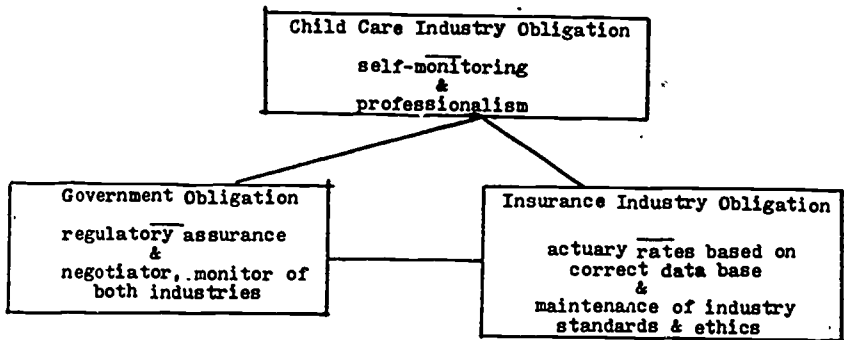 Child Care Industry Obligation
self-monitoring
&
professionalism
Government Obligation
regulatory assurance
&
negotiator, monitor of
both industries
Insurance Industry Obligation
actuary rates based on
correct data base
&
maintenance of industry
standards & ethics